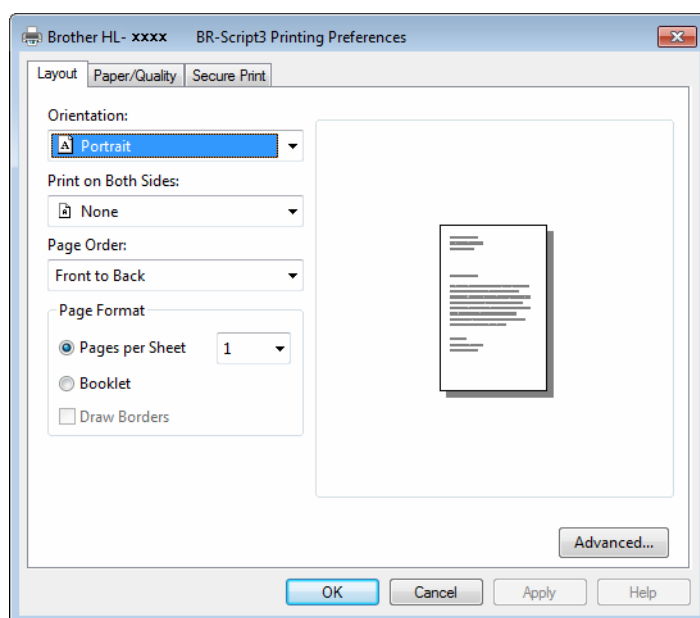 Brother HL- xxxx BR-Script3 Printing Preferences
Layout Paper/Quality Secure Print
Orientation:
A Portrait
Print on Both Sides:
A None
Page Order:
Front to Back
Page Format
Pages per Sheet 1
Booklet
Draw Borders
Advanced...
OK Cancel Apply Help